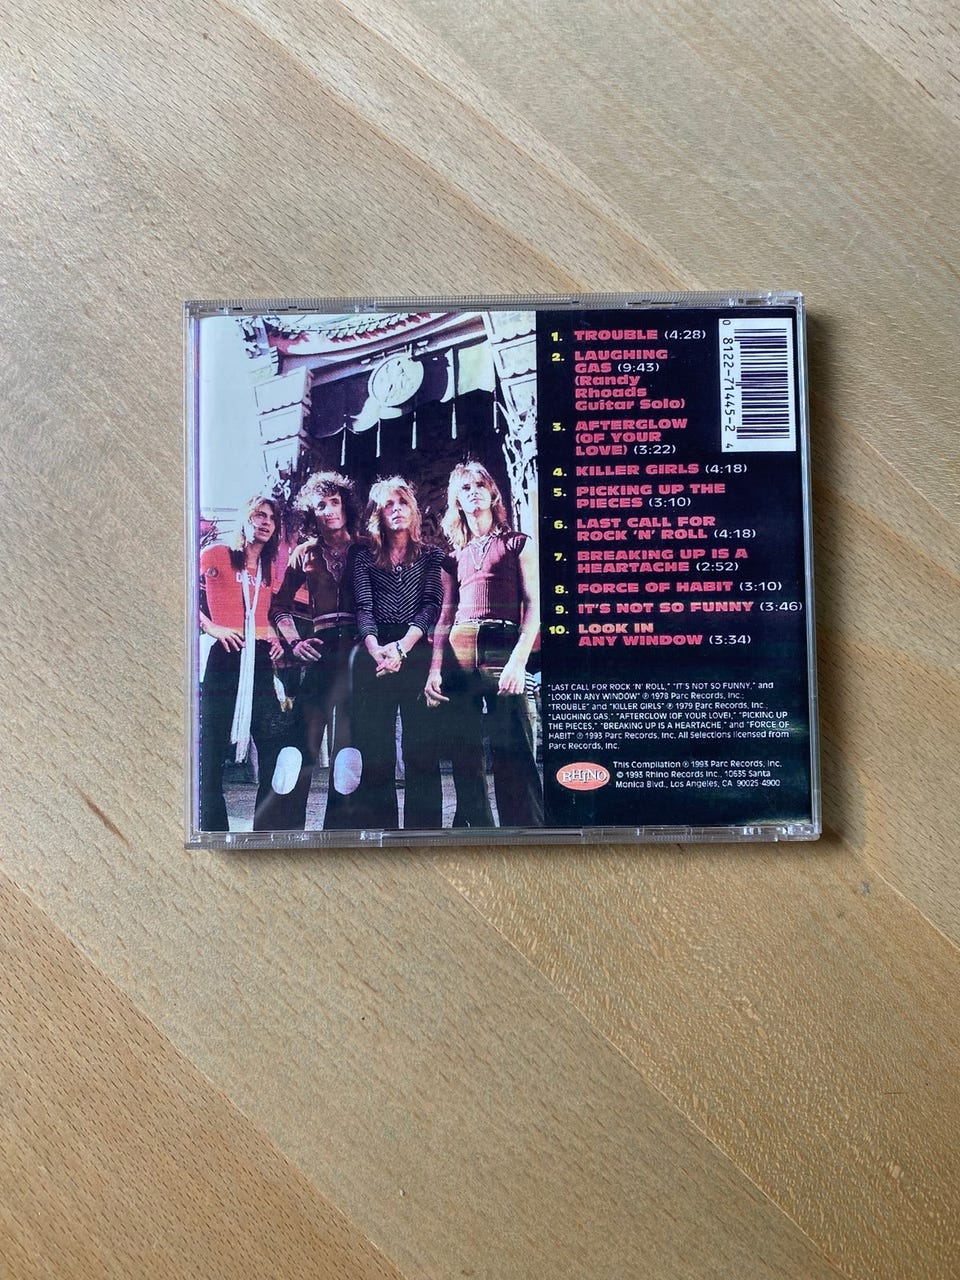 1. TROUBLE (4:28)
2. LAUGHING
GAS (9:43)
(Randy
Rhoads
Guitar Solo)
3. AFTERGLOW
(OF YOUR
LOVE) (3:22)
4. KILLER GIRLS (4:18)
5. PICKING UP THE
PIECES (3:10)
6. LAST CALL FOR
ROCK 'N' ROLL (4:18)
7. BREAKING UP IS A
HEARTACHE (2:52)
8. FORCE OF HABIT (3:10)
9. IT'S NOT SO FUNNY (3:46)
10. LOOK IN
ANY WINDOW (3:34)
0 8122-71445-2 4
"LAST CALL FOR ROCK 'N' ROLL," "IT'S NOT SO FUNNY," and
"LOOK IN ANY WINDOW" ℗ 1978 Parc Records, Inc.;
"TROUBLE" and "KILLER GIRLS" ℗ 1979 Parc Records, Inc.;
"LAUGHING GAS," "AFTERGLOW (OF YOUR LOVE)," "PICKING UP
THE PIECES," "BREAKING UP IS A HEARTACHE," and "FORCE OF
HABIT" ℗ 1993 Parc Records, Inc. All Selections licensed from
Parc Records, Inc.
RHINO
This Compilation ℗ 1993 Parc Records, Inc.
© 1993 Rhino Records Inc., 10635 Santa
Monica Blvd., Los Angeles, CA 90025-4900